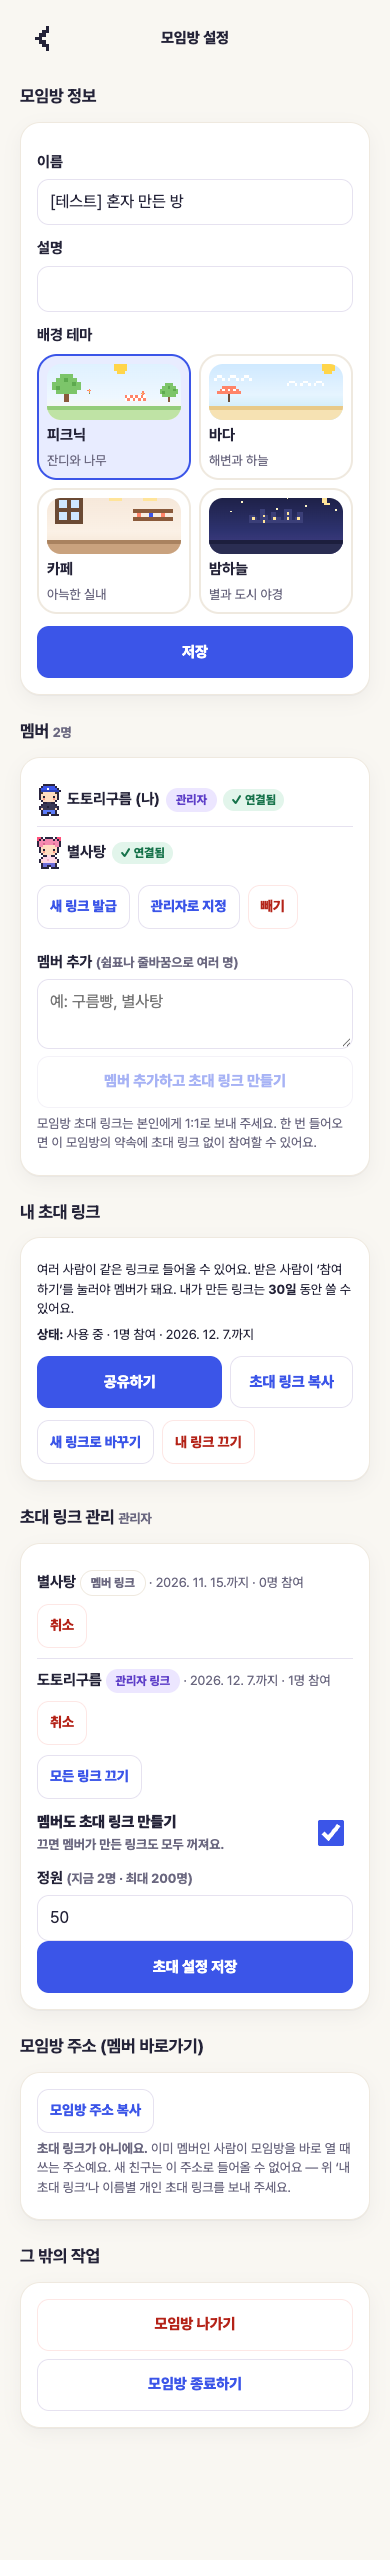 모임방 설정
모임방 정보
이름
[테스트] 혼자 만든 방
설명
배경 테마
피크닉
잔디와 나무
바다
해변과 하늘
카페
아늑한 실내
밤하늘
별과 도시 야경
저장
멤버 2명
도토리구름 (나) 관리자 ✓ 연결됨
별사탕 ✓ 연결됨
새 링크 발급 관리자로 지정 빼기
멤버 추가 (쉼표나 줄바꿈으로 여러 명)
예: 구름빵, 별사탕
멤버 추가하고 초대 링크 만들기
모임방 초대 링크는 본인에게 1:1로 보내 주세요. 한 번 들어오
면 이 모임방의 약속에 초대 링크 없이 참여할 수 있어요.
내 초대 링크
여러 사람이 같은 링크로 들어올 수 있어요. 받은 사람이 ‘참여
하기’를 눌러야 멤버가 돼요. 내가 만든 링크는 30일 동안 쓸 수
있어요.
상태: 사용 중 · 1명 참여 · 2026. 12. 7.까지
공유하기 초대 링크 복사
새 링크로 바꾸기 내 링크 끄기
초대 링크 관리 관리자
별사탕 멤버 링크 · 2026. 11. 15.까지 · 0명 참여
취소
도토리구름 관리자 링크 · 2026. 12. 7.까지 · 1명 참여
취소
모든 링크 끄기
멤버도 초대 링크 만들기
끄면 멤버가 만든 링크도 모두 꺼져요.
정원 (지금 2명 · 최대 200명)
50
초대 설정 저장
모임방 주소 (멤버 바로가기)
모임방 주소 복사
초대 링크가 아니에요. 이미 멤버인 사람이 모임방을 바로 열 때
쓰는 주소예요. 새 친구는 이 주소로 들어올 수 없어요 — 위 ‘내
초대 링크’나 이름별 개인 초대 링크를 보내 주세요.
그 밖의 작업
모임방 나가기
모임방 종료하기